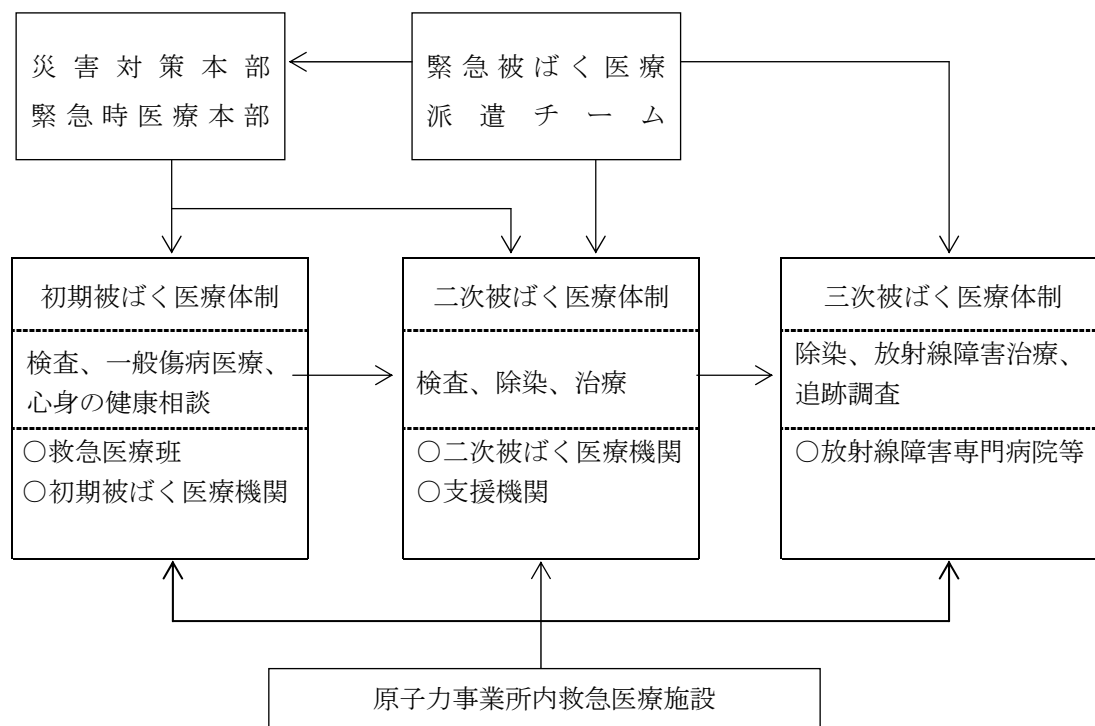 災害対策本部
緊急時医療本部
緊急被ばく医療
派遣チーム
初期被ばく医療体制
検査、一般傷病医療、
心身の健康相談
○救急医療班
○初期被ばく医療機関
二次被ばく医療体制
検査、除染、治療
○二次被ばく医療機関
○支援機関
三次被ばく医療体制
除染、放射線障害治療、
追跡調査
○放射線障害専門病院等
原子力事業所内救急医療施設